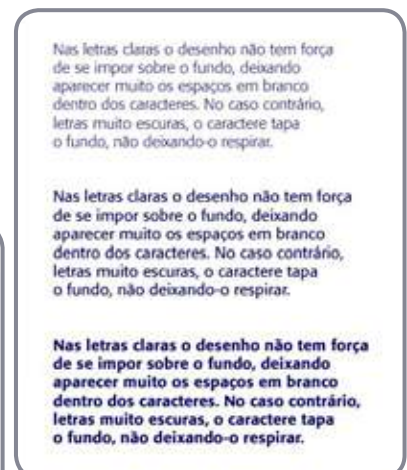 Nas letras claras o desenho não tem força
de se impor sobre o fundo, deixando
aparecer muito os espaços em branco
dentro dos caracteres. No caso contrário,
letras muito escuras, o caractere tapa
o fundo, não deixando-o respirar.
Nas letras claras o desenho não tem força
de se impor sobre o fundo, deixando
aparecer muito os espaços em branco
dentro dos caracteres. No caso contrário,
letras muito escuras, o caractere tapa
o fundo, não deixando-o respirar.
Nas letras claras o desenho não tem força
de se impor sobre o fundo, deixando
aparecer muito os espaços em branco
dentro dos caracteres. No caso contrário,
letras muito escuras, o caractere tapa
o fundo, não deixando-o respirar.